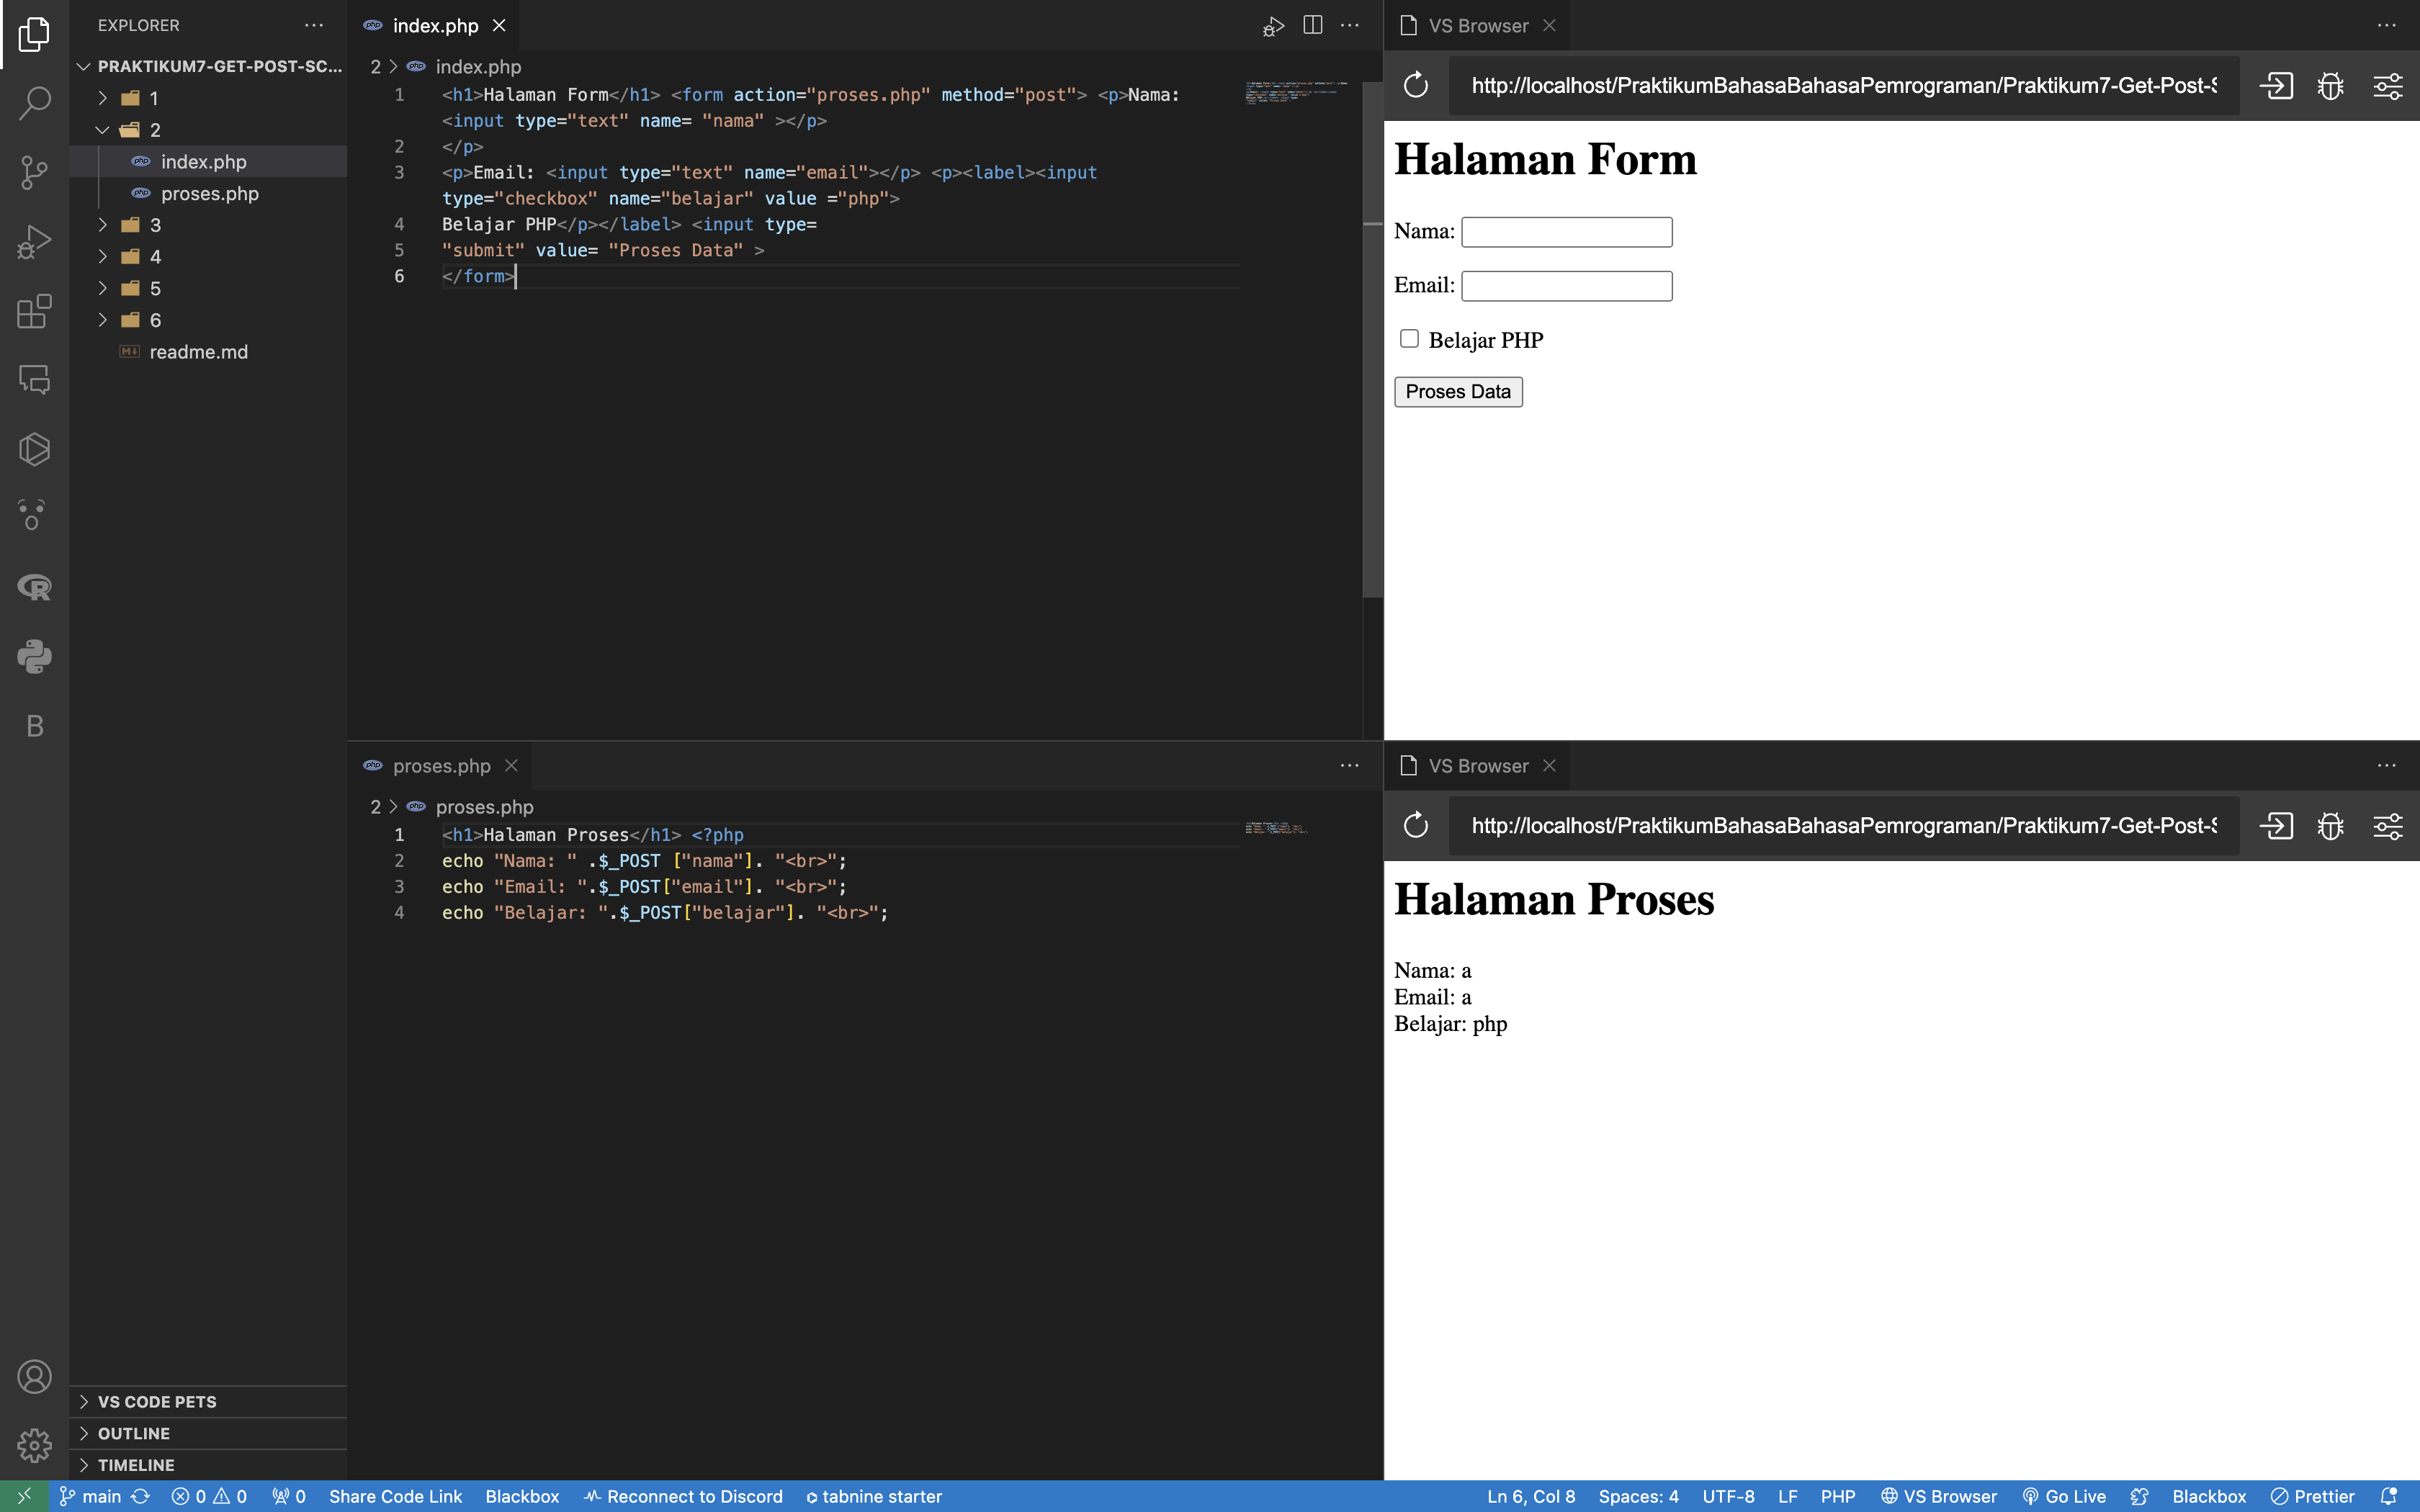 EXPLORER
PRAKTIKUM7-GET-POST-SC...
1
2
index.php
proses.php
3
4
5
6
readme.md
VS CODE PETS
OUTLINE
TIMELINE
index.php
2 > index.php
1 <h1>Halaman Form</h1> <form action="proses.php" method="post"> <p>Nama:
<input type="text" name= "nama" ></p>
2 </p>
3 <p>Email: <input type="text" name="email"></p> <p><label><input
type="checkbox" name="belajar" value ="php">
4 Belajar PHP</p></label> <input type=
5 "submit" value= "Proses Data" >
6 </form>
VS Browser
http://localhost/PraktikumBahasaBahasaPemrograman/Praktikum7-Get-Post-S
Halaman Form
Nama:
Email:
Belajar PHP
Proses Data
proses.php
2 > proses.php
1 <h1>Halaman Proses</h1> <?php
2 echo "Nama: " .$_POST ["nama"]. "<br>";
3 echo "Email: ".$_POST["email"]. "<br>";
4 echo "Belajar: ".$_POST["belajar"]. "<br>";
VS Browser
http://localhost/PraktikumBahasaBahasaPemrograman/Praktikum7-Get-Post-S
Halaman Proses
Nama: a
Email: a
Belajar: php
main 0 0 0 Share Code Link Blackbox Reconnect to Discord tabnine starter Ln 6, Col 8 Spaces: 4 UTF-8 LF PHP VS Browser Go Live Blackbox Prettier